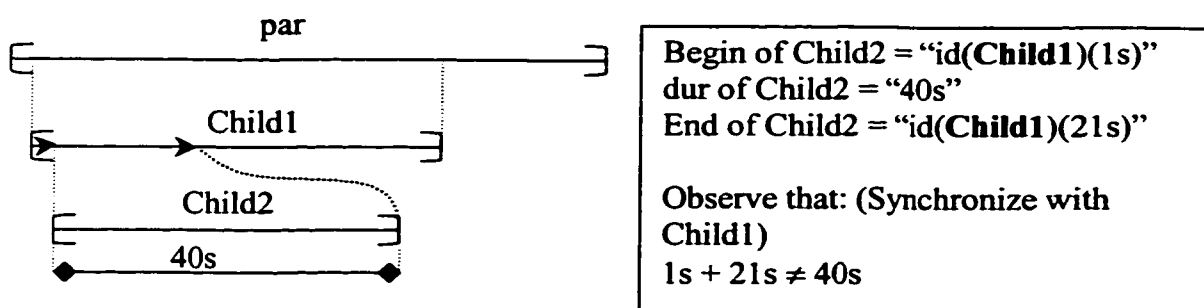 par
Child1
Child2
40s
Begin of Child2 = “id(Child1)(1s)”
dur of Child2 = “40s”
End of Child2 = “id(Child1)(21s)”
Observe that: (Synchronize with
Child1)
1s + 21s ≠ 40s